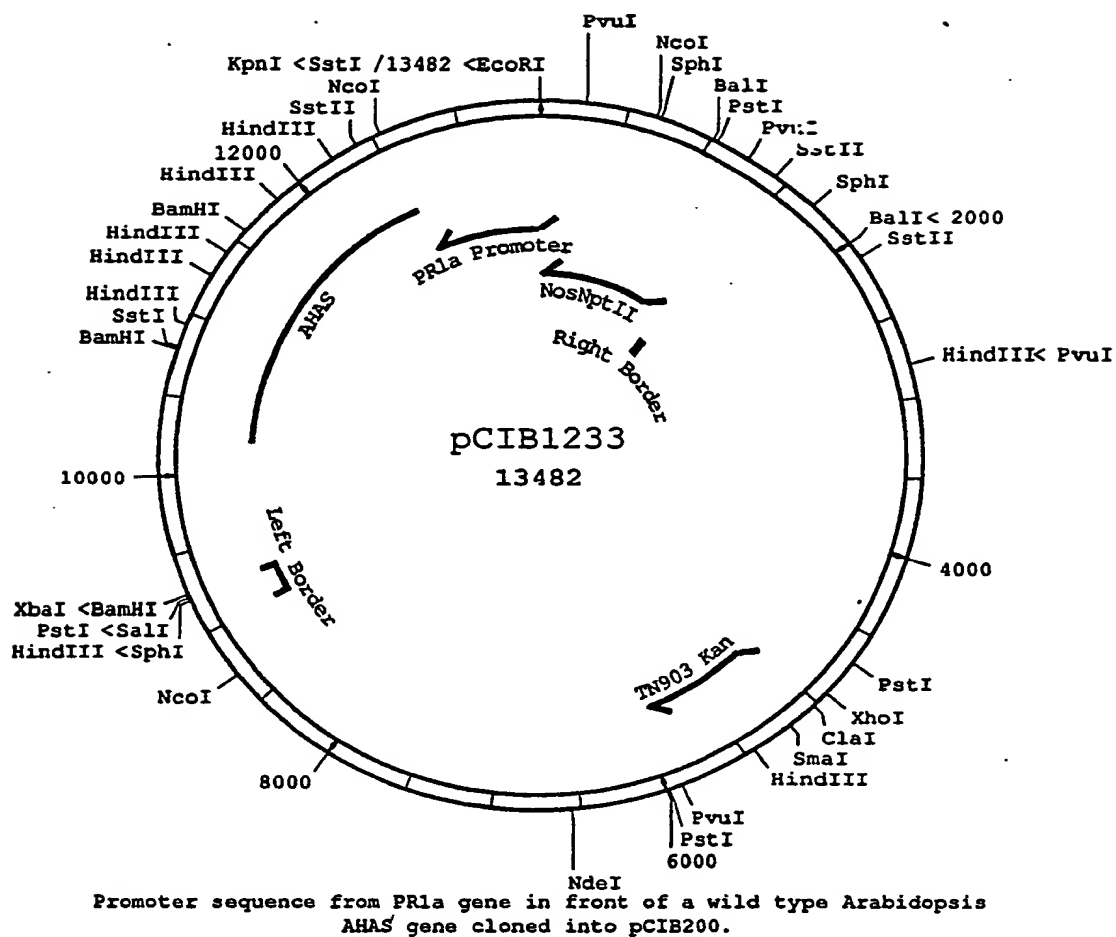 PvuI
KpnI <SstI /13482 <EcoRI
NcoI
SphI
NcoI
SstII
BalI
PstI
HindIII
12000
PvuI
SstII
HindIII
SphI
BamHI
HindIII
HindIII
BalI< 2000
SstII
PR1a Promoter
NosNptII
HindIII
SstI
BamHI
AHAS
Right Border
HindIII< PvuI
pCIB1233
13482
10000
Left Border
4000
XbaI <BamHI
PstI <SalI
HindIII <SphI
NcoI
TN903 Kan
PstI
XhoI
ClaI
SmaI
HindIII
8000
PvuI
PstI
6000
NdeI
Promoter sequence from PR1a gene in front of a wild type Arabidopsis
AHAS gene cloned into pCIB200.